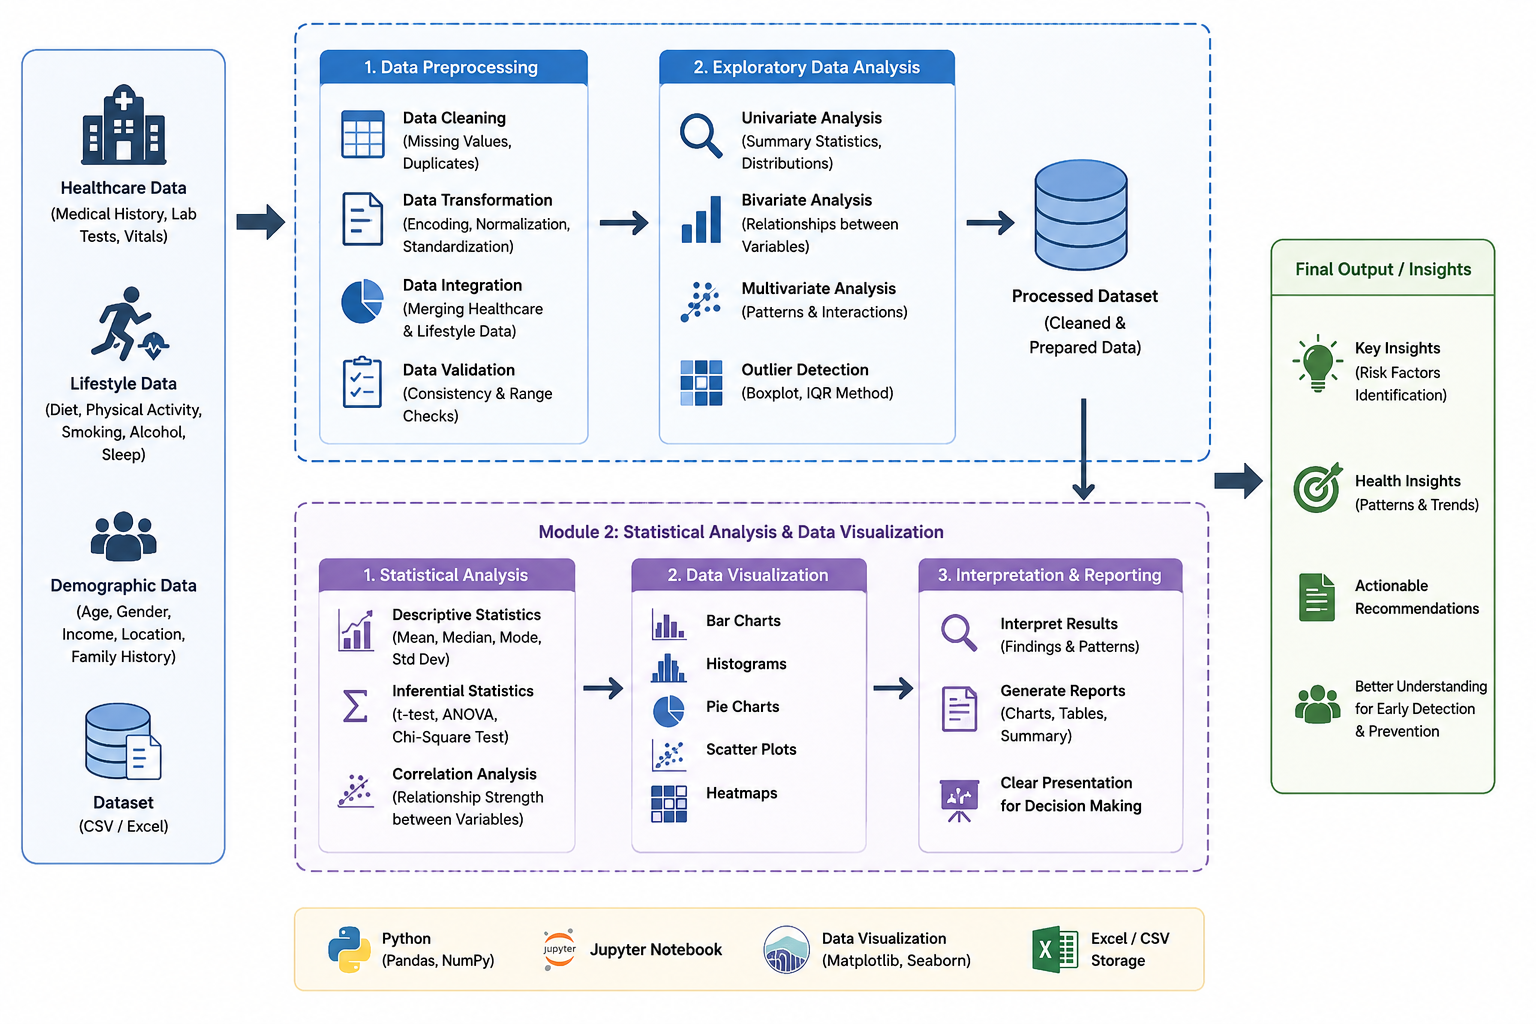 Healthcare Data
(Medical History, Lab
Tests, Vitals)
Lifestyle Data
(Diet, Physical Activity,
Smoking, Alcohol,
Sleep)
Demographic Data
(Age, Gender,
Income, Location,
Family History)
Dataset
(CSV / Excel)
1. Data Preprocessing
Data Cleaning
(Missing Values,
Duplicates)
Data Transformation
(Encoding, Normalization,
Standardization)
Data Integration
(Merging Healthcare
& Lifestyle Data)
Data Validation
(Consistency & Range
Checks)
2. Exploratory Data Analysis
Univariate Analysis
(Summary Statistics,
Distributions)
Bivariate Analysis
(Relationships between
Variables)
Multivariate Analysis
(Patterns & Interactions)
Outlier Detection
(Boxplot, IQR Method)
Processed Dataset
(Cleaned &
Prepared Data)
Module 2: Statistical Analysis & Data Visualization
1. Statistical Analysis
Descriptive Statistics
(Mean, Median, Mode,
Std Dev)
Inferential Statistics
(t-test, ANOVA,
Chi-Square Test)
Correlation Analysis
(Relationship Strength
between Variables)
2. Data Visualization
Bar Charts
Histograms
Pie Charts
Scatter Plots
Heatmaps
3. Interpretation & Reporting
Interpret Results
(Findings & Patterns)
Generate Reports
(Charts, Tables,
Summary)
Clear Presentation
for Decision Making
Final Output / Insights
Key Insights
(Risk Factors
Identification)
Health Insights
(Patterns & Trends)
Actionable
Recommendations
Better Understanding
for Early Detection
& Prevention
Python
(Pandas, NumPy)
jupyter
Jupyter Notebook
Data Visualization
(Matplotlib, Seaborn)
X
Excel / CSV
Storage